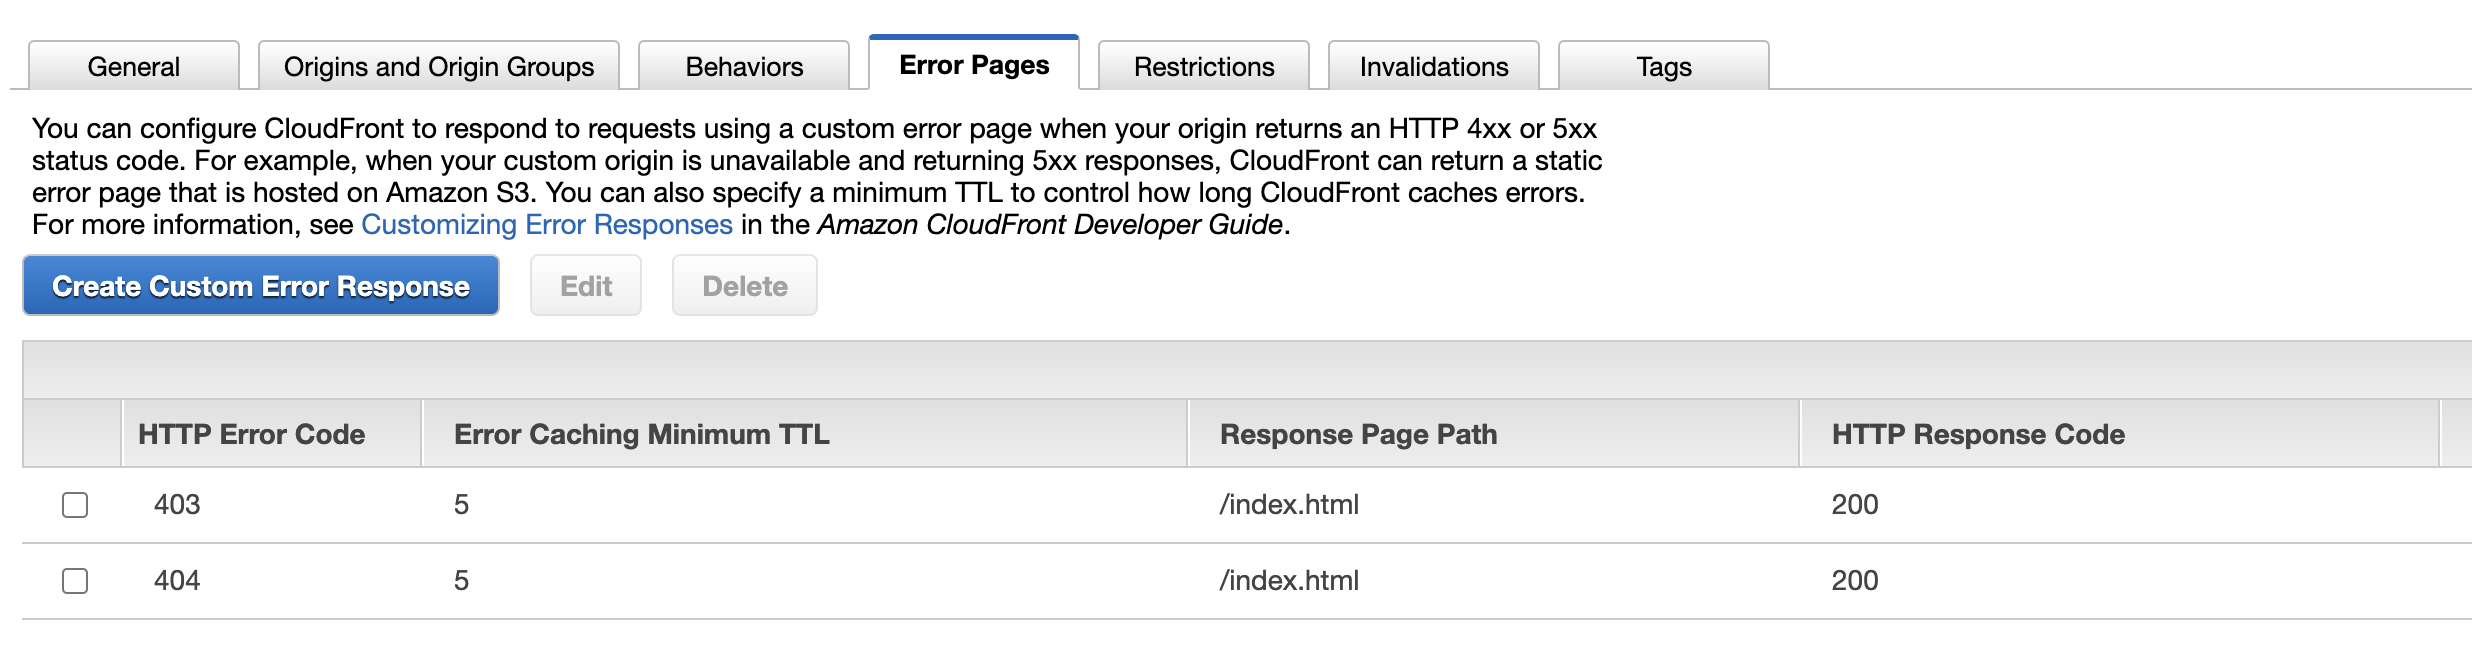 General Origins and Origin Groups Behaviors Error Pages Restrictions Invalidations Tags
You can configure CloudFront to respond to requests using a custom error page when your origin returns an HTTP 4xx or 5xx
status code. For example, when your custom origin is unavailable and returning 5xx responses, CloudFront can return a static
error page that is hosted on Amazon S3. You can also specify a minimum TTL to control how long CloudFront caches errors.
For more information, see Customizing Error Responses in the Amazon CloudFront Developer Guide.
Create Custom Error Response Edit Delete
HTTP Error Code Error Caching Minimum TTL Response Page Path HTTP Response Code
403 5 /index.html 200
404 5 /index.html 200